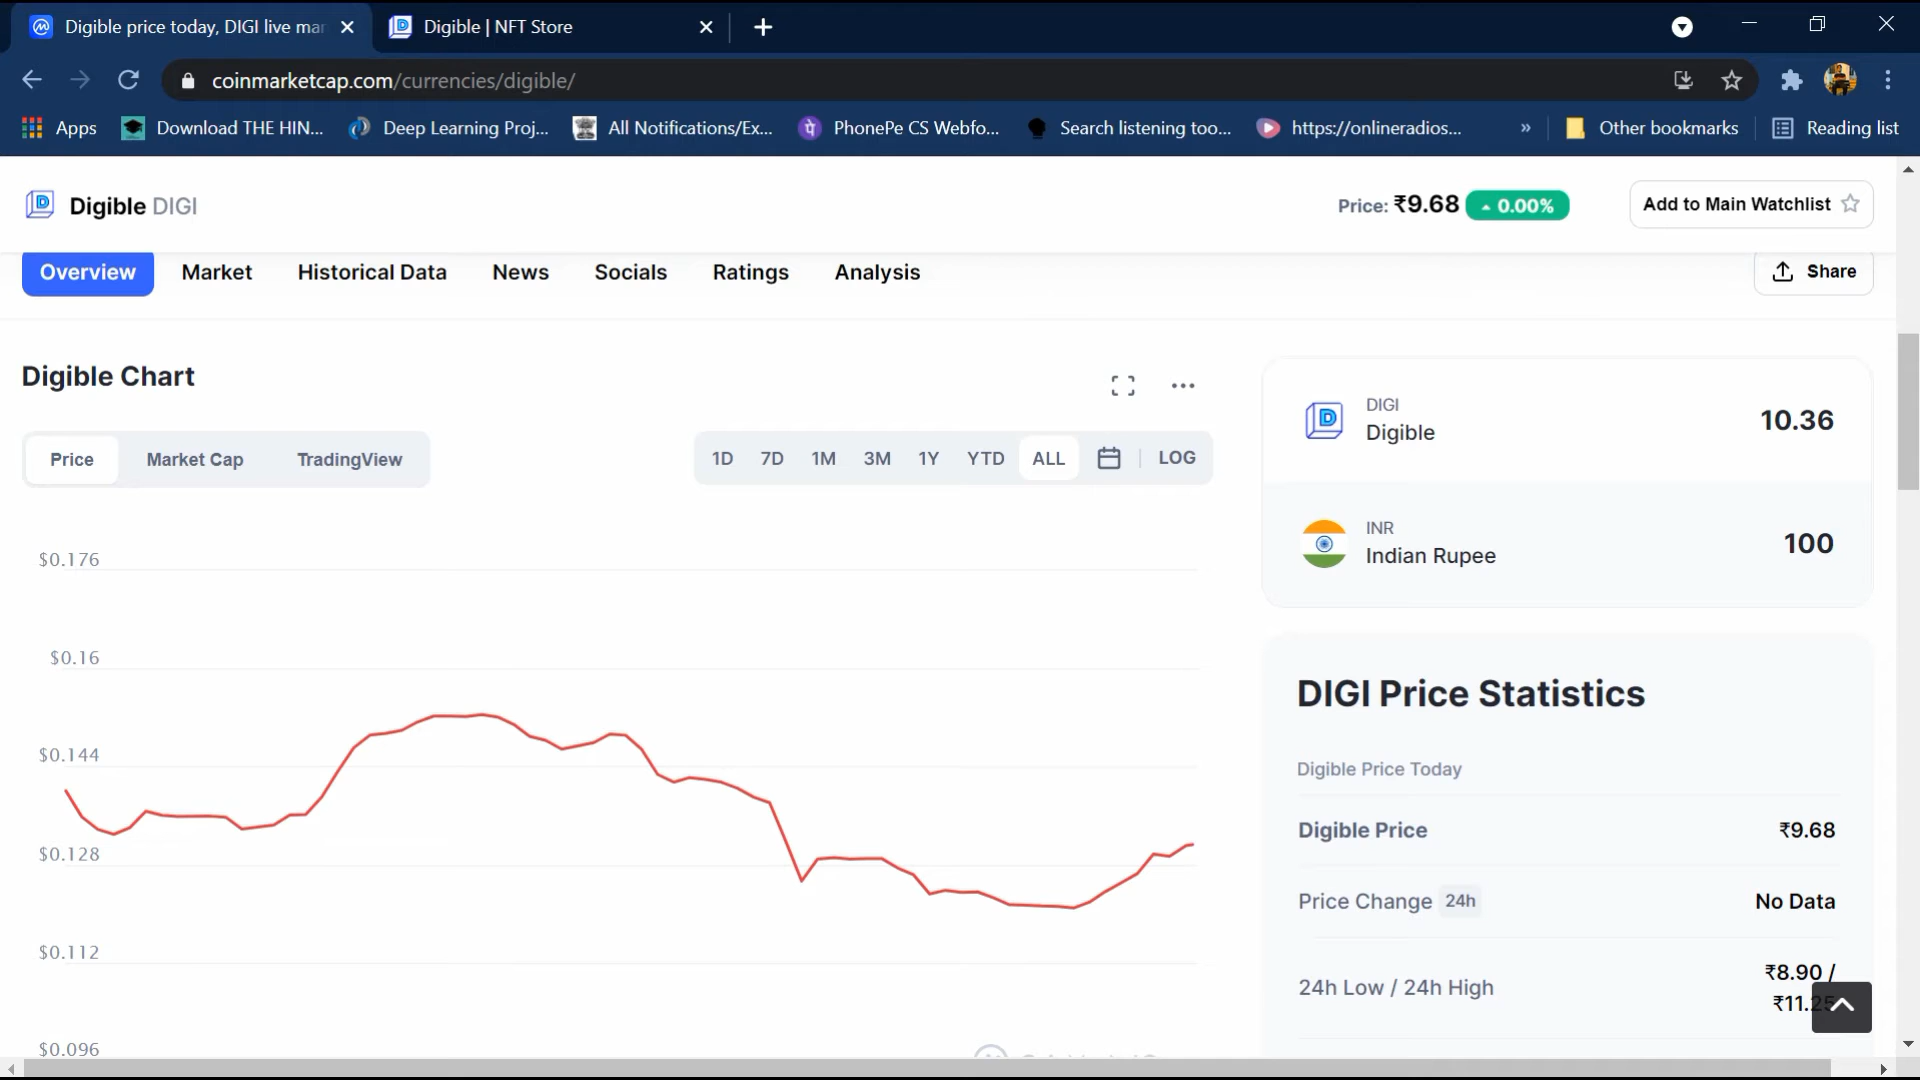 Digible price today, DIGI live mar
Digible | NFT Store
coinmarketcap.com/currencies/digible/
Apps
Download THE HIN...
Deep Learning Proj...
All Notifications/Ex...
PhonePe CS Webfo...
Search listening too...
https://onlineradios...
»
Other bookmarks
Reading list
Digible DIGI
Price: ₹9.68 0.00%
Add to Main Watchlist
Overview
Market
Historical Data
News
Socials
Ratings
Analysis
Share
Digible Chart
Price
Market Cap
TradingView
1D
7D
1M
3M
1Y
YTD
ALL
LOG
$0.176
$0.16
$0.144
$0.128
$0.112
$0.096
DIGI
Digible
10.36
INR
Indian Rupee
100
DIGI Price Statistics
Digible Price Today
Digible Price
₹9.68
Price Change 24h
No Data
24h Low / 24h High
₹8.90 /
₹11.25